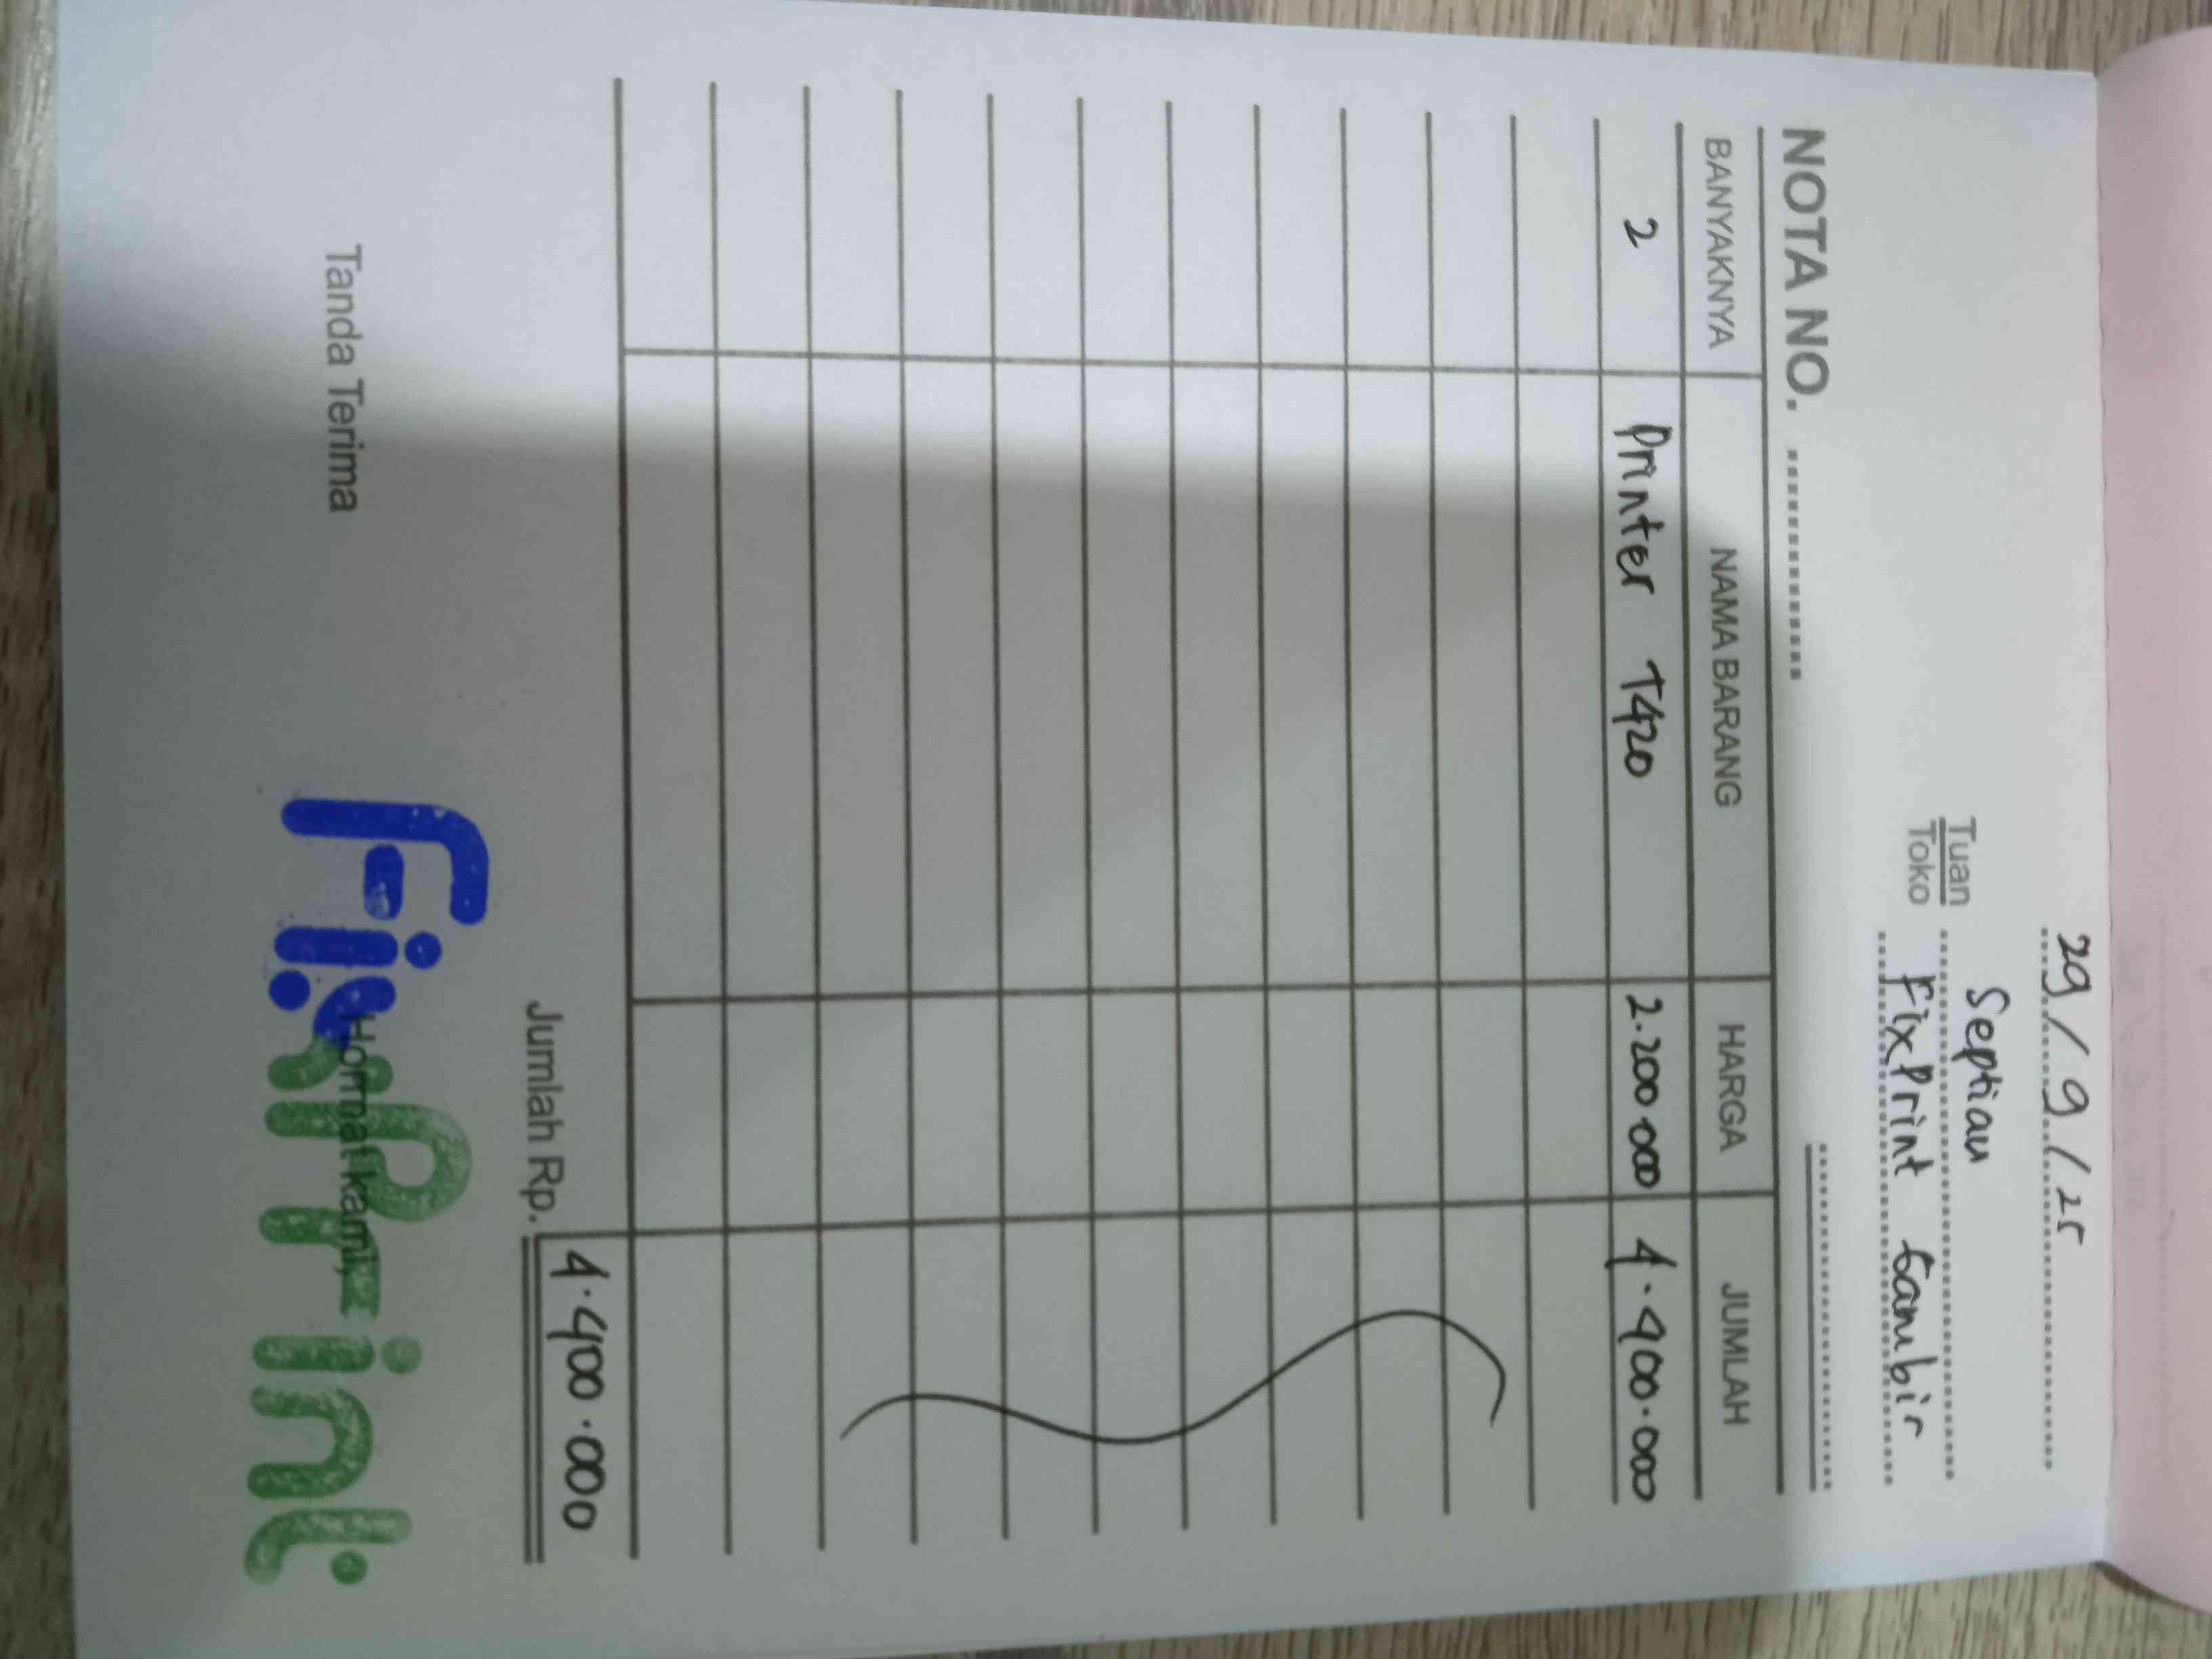 29/9/25
Tuan Septian
Toko FixPrint Gambir
NOTA NO. ............
BANYAKNYA NAMA BARANG HARGA JUMLAH
2 Printer T420 2.200.000 4.400.000
Jumlah Rp. 4.400.000
Tanda Terima Hormat kami,
FixPrint